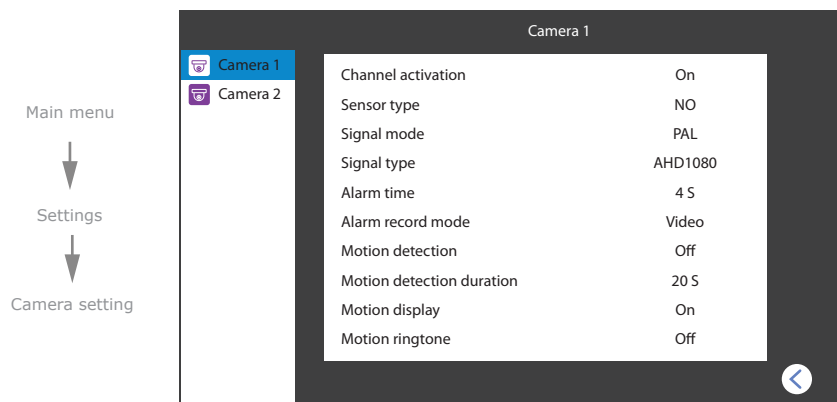 Main menu
Settings
Camera setting
Camera 1
Camera 1
Camera 2
Channel activation On
Sensor type NO
Signal mode PAL
Signal type AHD1080
Alarm time 4 S
Alarm record mode Video
Motion detection Off
Motion detection duration 20 S
Motion display On
Motion ringtone Off